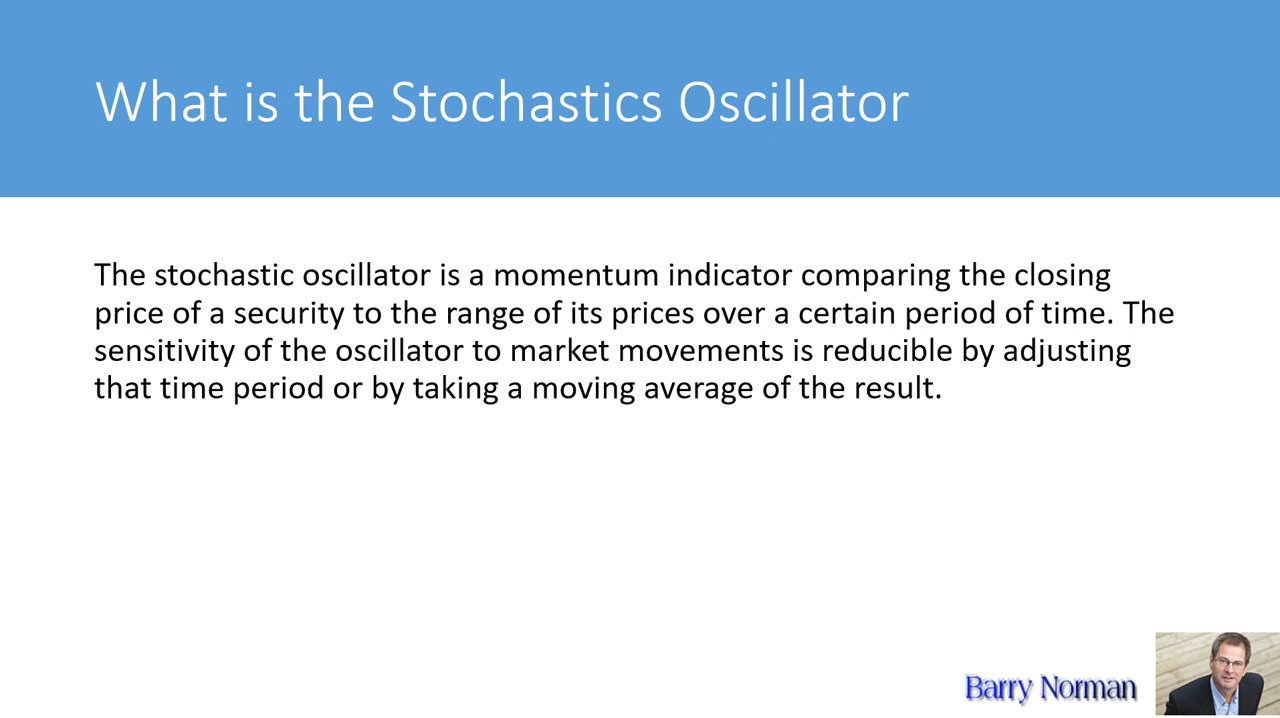 What is the Stochastics Oscillator
The stochastic oscillator is a momentum indicator comparing the closing
price of a security to the range of its prices over a certain period of time. The
sensitivity of the oscillator to market movements is reducible by adjusting
that time period or by taking a moving average of the result.
Barry Norman